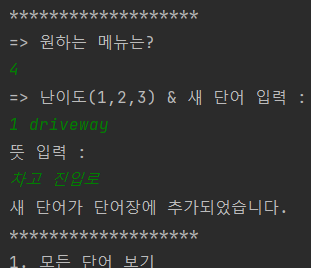 *******************
=> 원하는 메뉴는?
4
=> 난이도(1,2,3) & 새 단어 입력 :
1 driveway
뜻 입력 :
차고 진입로
새 단어가 단어장에 추가되었습니다.
*******************
1. 모든 단어 보기